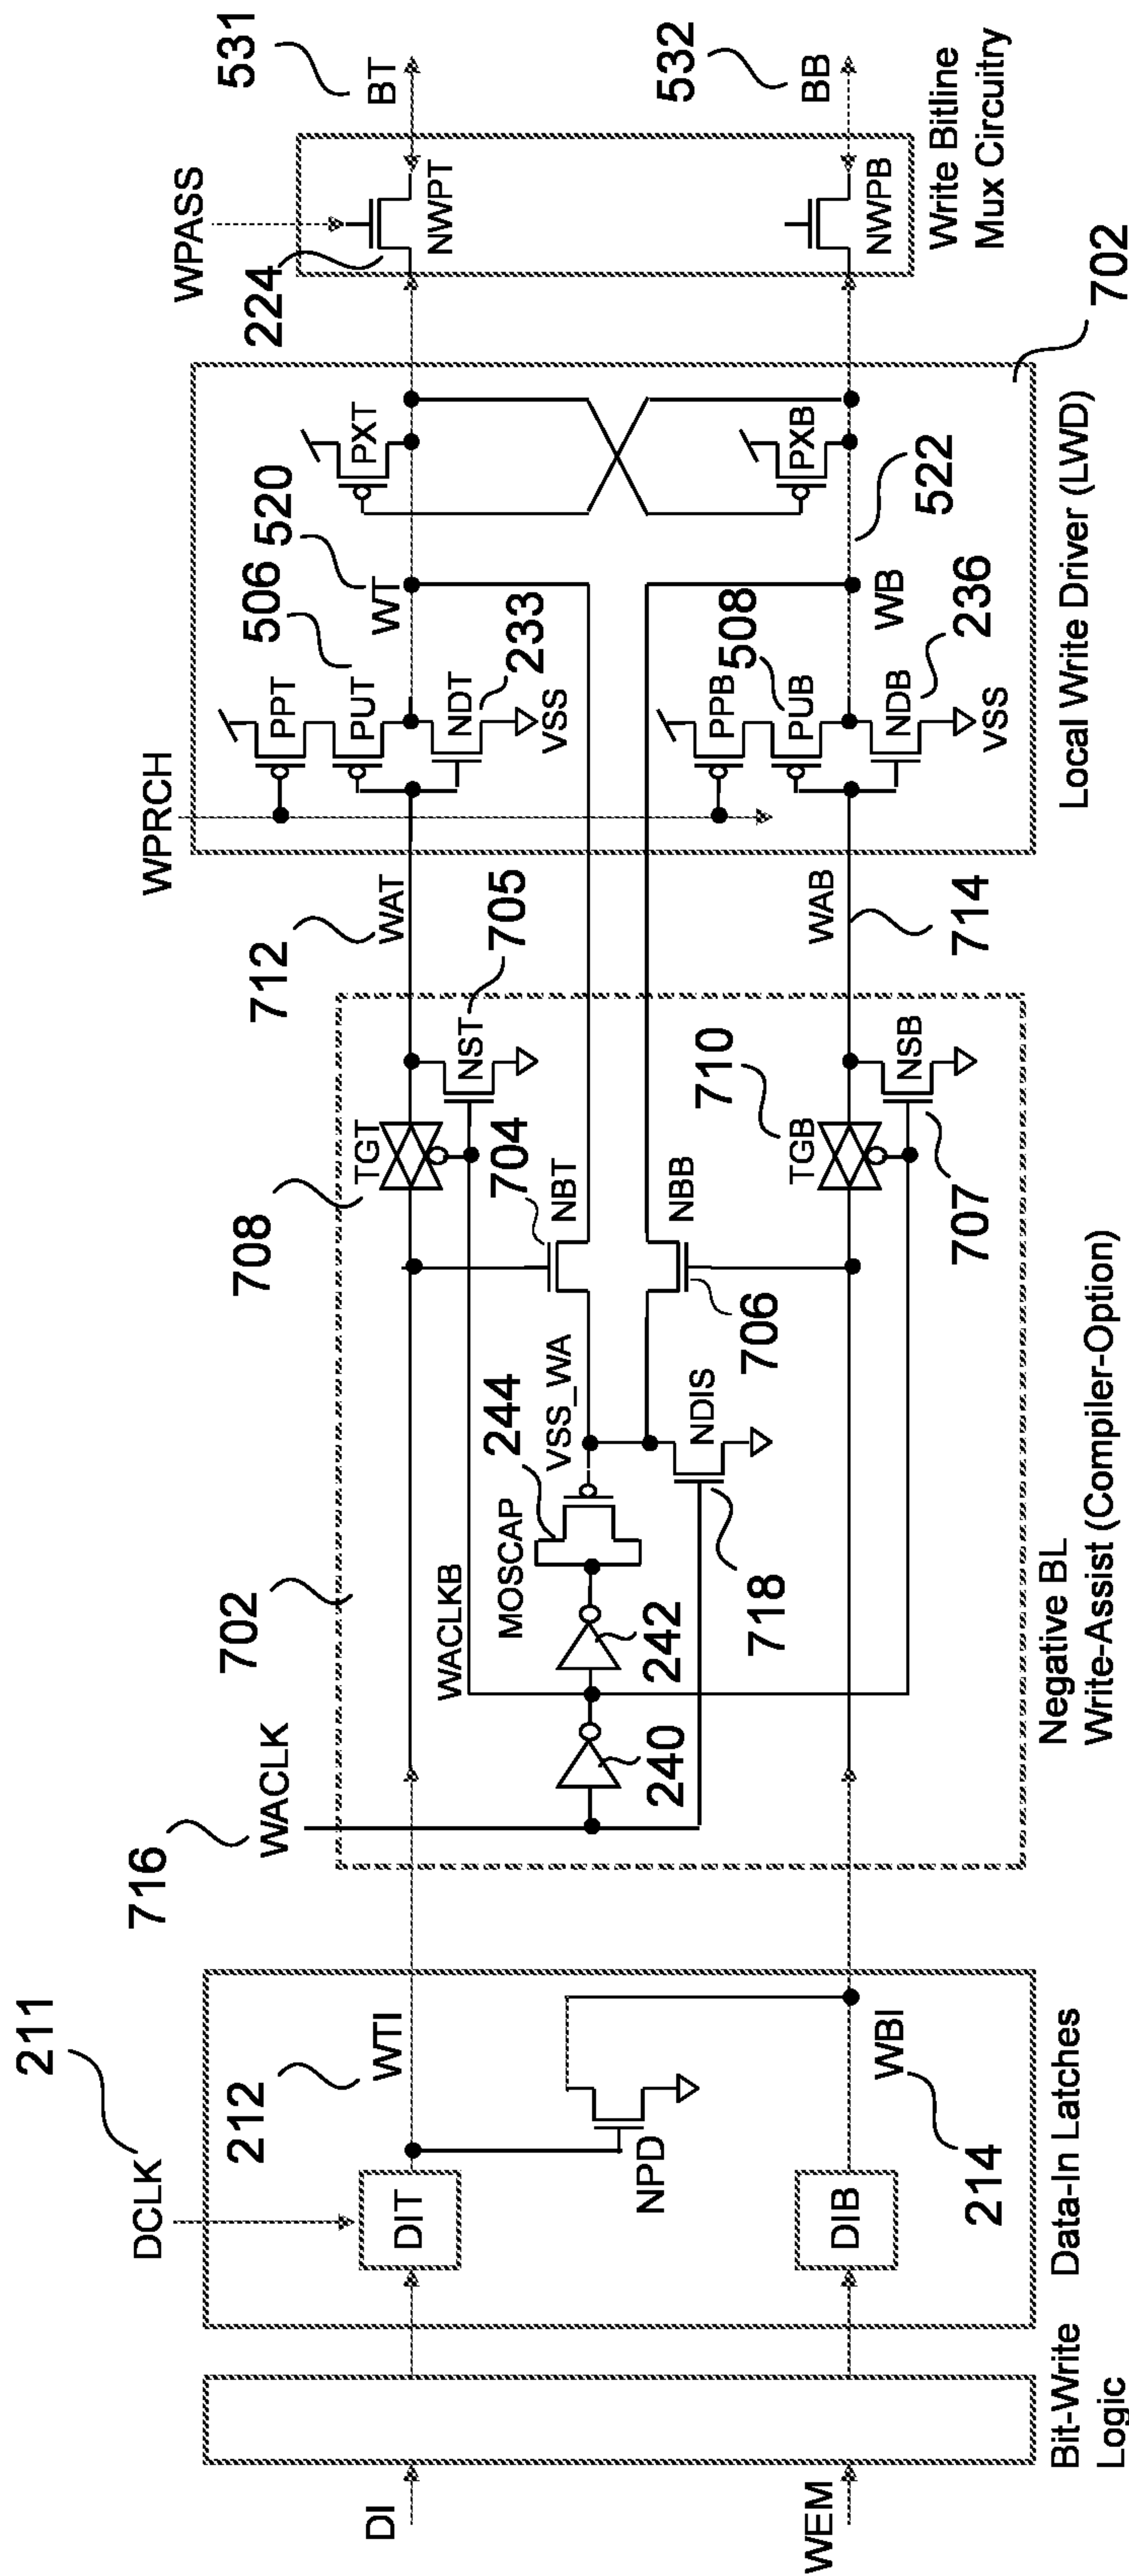 DI
WEM
Bit-Write
Logic
211
DCLK
DIT
212
WTI
NPD
DIB
WBI
214
Data-In Latches
716
WACLK
702
WACLKB
240
242
MOSCAP
244
VSS_WA
718
NDIS
708
TGT
704
NBT
NBB
706
NST
705
710
TGB
NSB
707
Negative BL
Write-Assist (Compiler-Option)
712
WAT
WAB
714
WPRCH
506
PPT
PUT
NDT
233
VSS
520
WT
PXT
PPB
508
PUB
NDB
236
VSS
WB
522
PXB
702
Local Write Driver (LWD)
WPASS
224
NWPT
NWPB
Write Bitline
Mux Circuitry
531
BT
532
BB